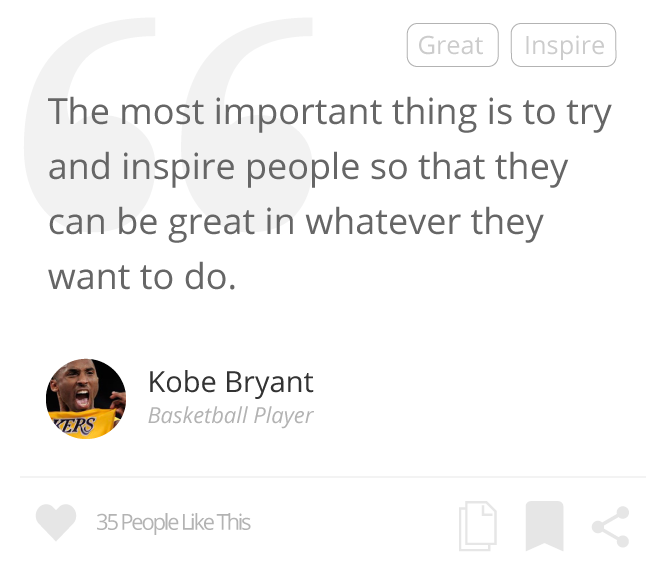 Great Inspire
The most important thing is to try
and inspire people so that they
can be great in whatever they
want to do.
KERS
Kobe Bryant
Basketball Player
35 People Like This